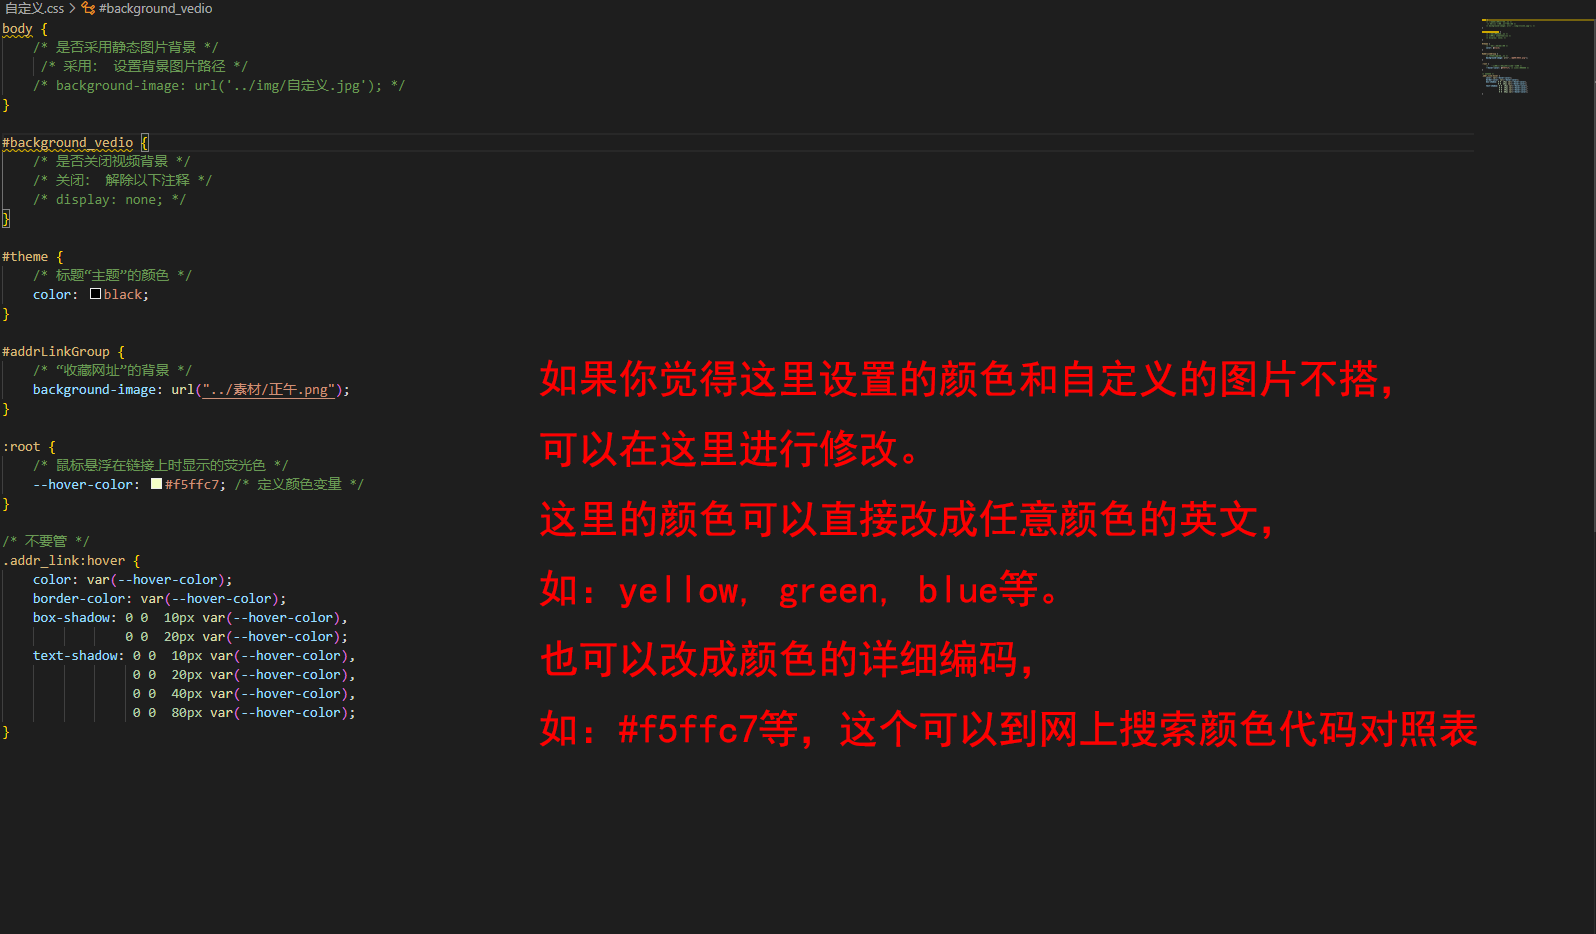 自定义.css > #background_vedio
body {
/* 是否采用静态图片背景 */
/* 采用： 设置背景图片路径 */
/* background-image: url('../img/自定义.jpg'); */
}
#background_vedio {
/* 是否关闭视频背景 */
/* 关闭： 解除以下注释 */
/* display: none; */
}
#theme {
/* 标题“主题”的颜色 */
color: black;
}
#addrLinkGroup {
/* “收藏网址”的背景 */
background-image: url("../素材/正午.png");
}
:root {
/* 鼠标悬浮在链接上时显示的荧光色 */
--hover-color: #f5ffc7; /* 定义颜色变量 */
}
/* 不要管 */
.addr_link:hover {
color: var(--hover-color);
border-color: var(--hover-color);
box-shadow: 0 0 10px var(--hover-color),
0 0 20px var(--hover-color);
text-shadow: 0 0 10px var(--hover-color),
0 0 20px var(--hover-color),
0 0 40px var(--hover-color),
0 0 80px var(--hover-color);
}
如果你觉得这里设置的颜色和自定义的图片不搭，
可以在这里进行修改。
这里的颜色可以直接改成任意颜色的英文，
如：yellow, green, blue等。
也可以改成颜色的详细编码，
如：#f5ffc7等，这个可以到网上搜索颜色代码对照表